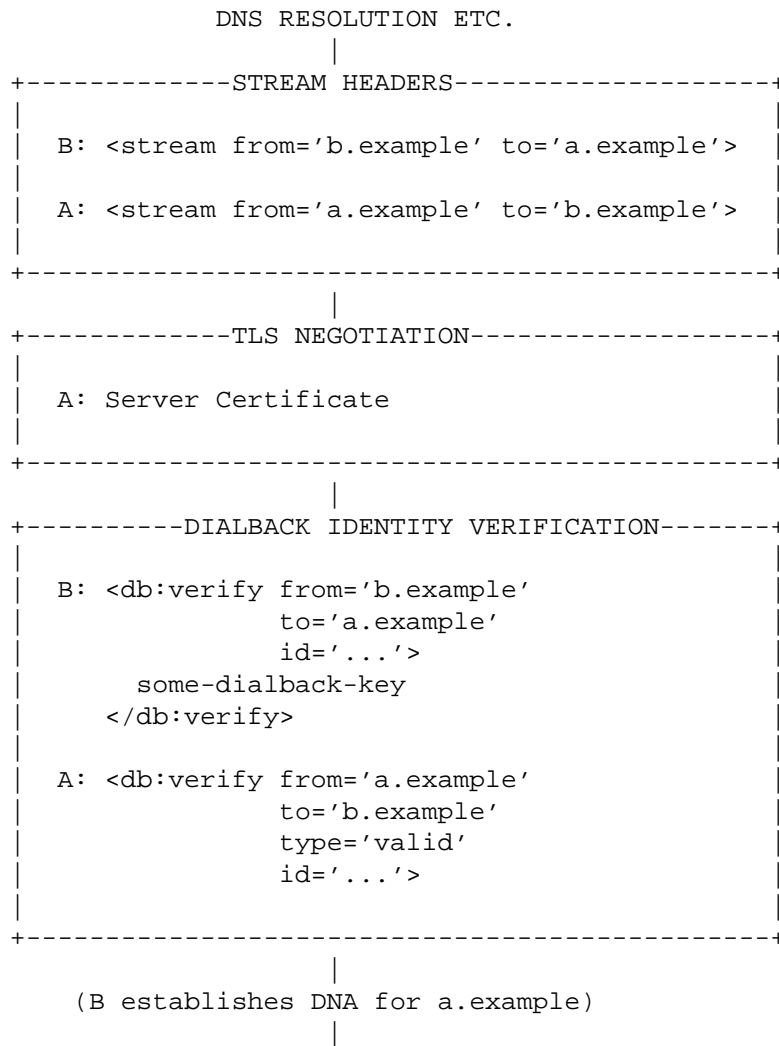 DNS RESOLUTION ETC.
|
+-------------STREAM HEADERS--------------------+
|                                               |
|  B: <stream from='b.example' to='a.example'>  |
|                                               |
|  A: <stream from='a.example' to='b.example'>  |
|                                               |
+-----------------------------------------------+
|
+-------------TLS NEGOTIATION-------------------+
|                                               |
|  A: Server Certificate                        |
|                                               |
+-----------------------------------------------+
|
+----------DIALBACK IDENTITY VERIFICATION-------+
|                                               |
|  B: <db:verify from='b.example'               |
|                to='a.example'                 |
|                id='...'>                      |
|       some-dialback-key                       |
|     </db:verify>                              |
|                                               |
|  A: <db:verify from='a.example'               |
|                to='b.example'                 |
|                type='valid'                   |
|                id='...'>                      |
|                                               |
+-----------------------------------------------+
|
(B establishes DNA for a.example)
|